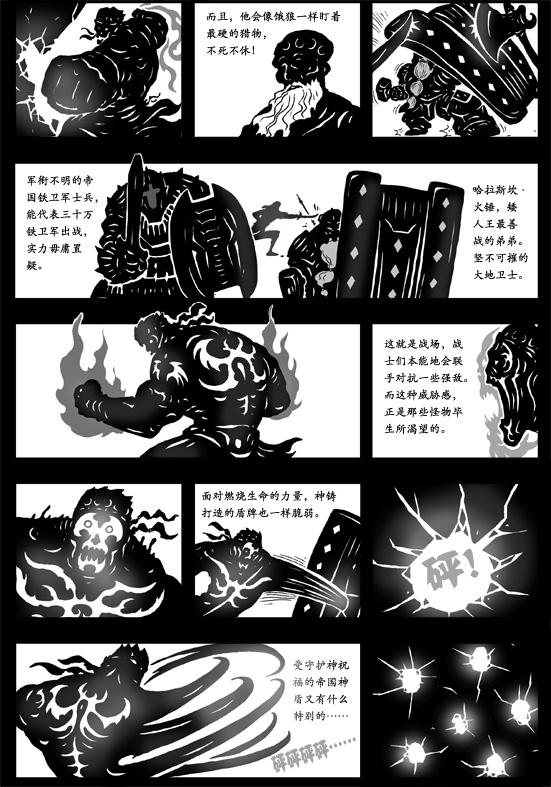 而且，他会像饿狼一样盯着
最硬的猎物，
不死不休！
军衔不明的帝
国铁卫军士兵，
能代表三十万
铁卫军出战，
实力毋庸置
疑。
哈拉斯坎·
火锤，矮
人王最善
战的弟弟。
坚不可摧的
大地卫士。
这就是战场，战
士们本能地会联
手对抗一些强敌。
而这种威胁感，
正是那些怪物毕
生所渴望的。
面对燃烧生命的力量，神铸
打造的盾牌也一样脆弱。
砰！
受守护神祝
福的帝国神
盾又有什么
特别的……
砰砰砰砰……